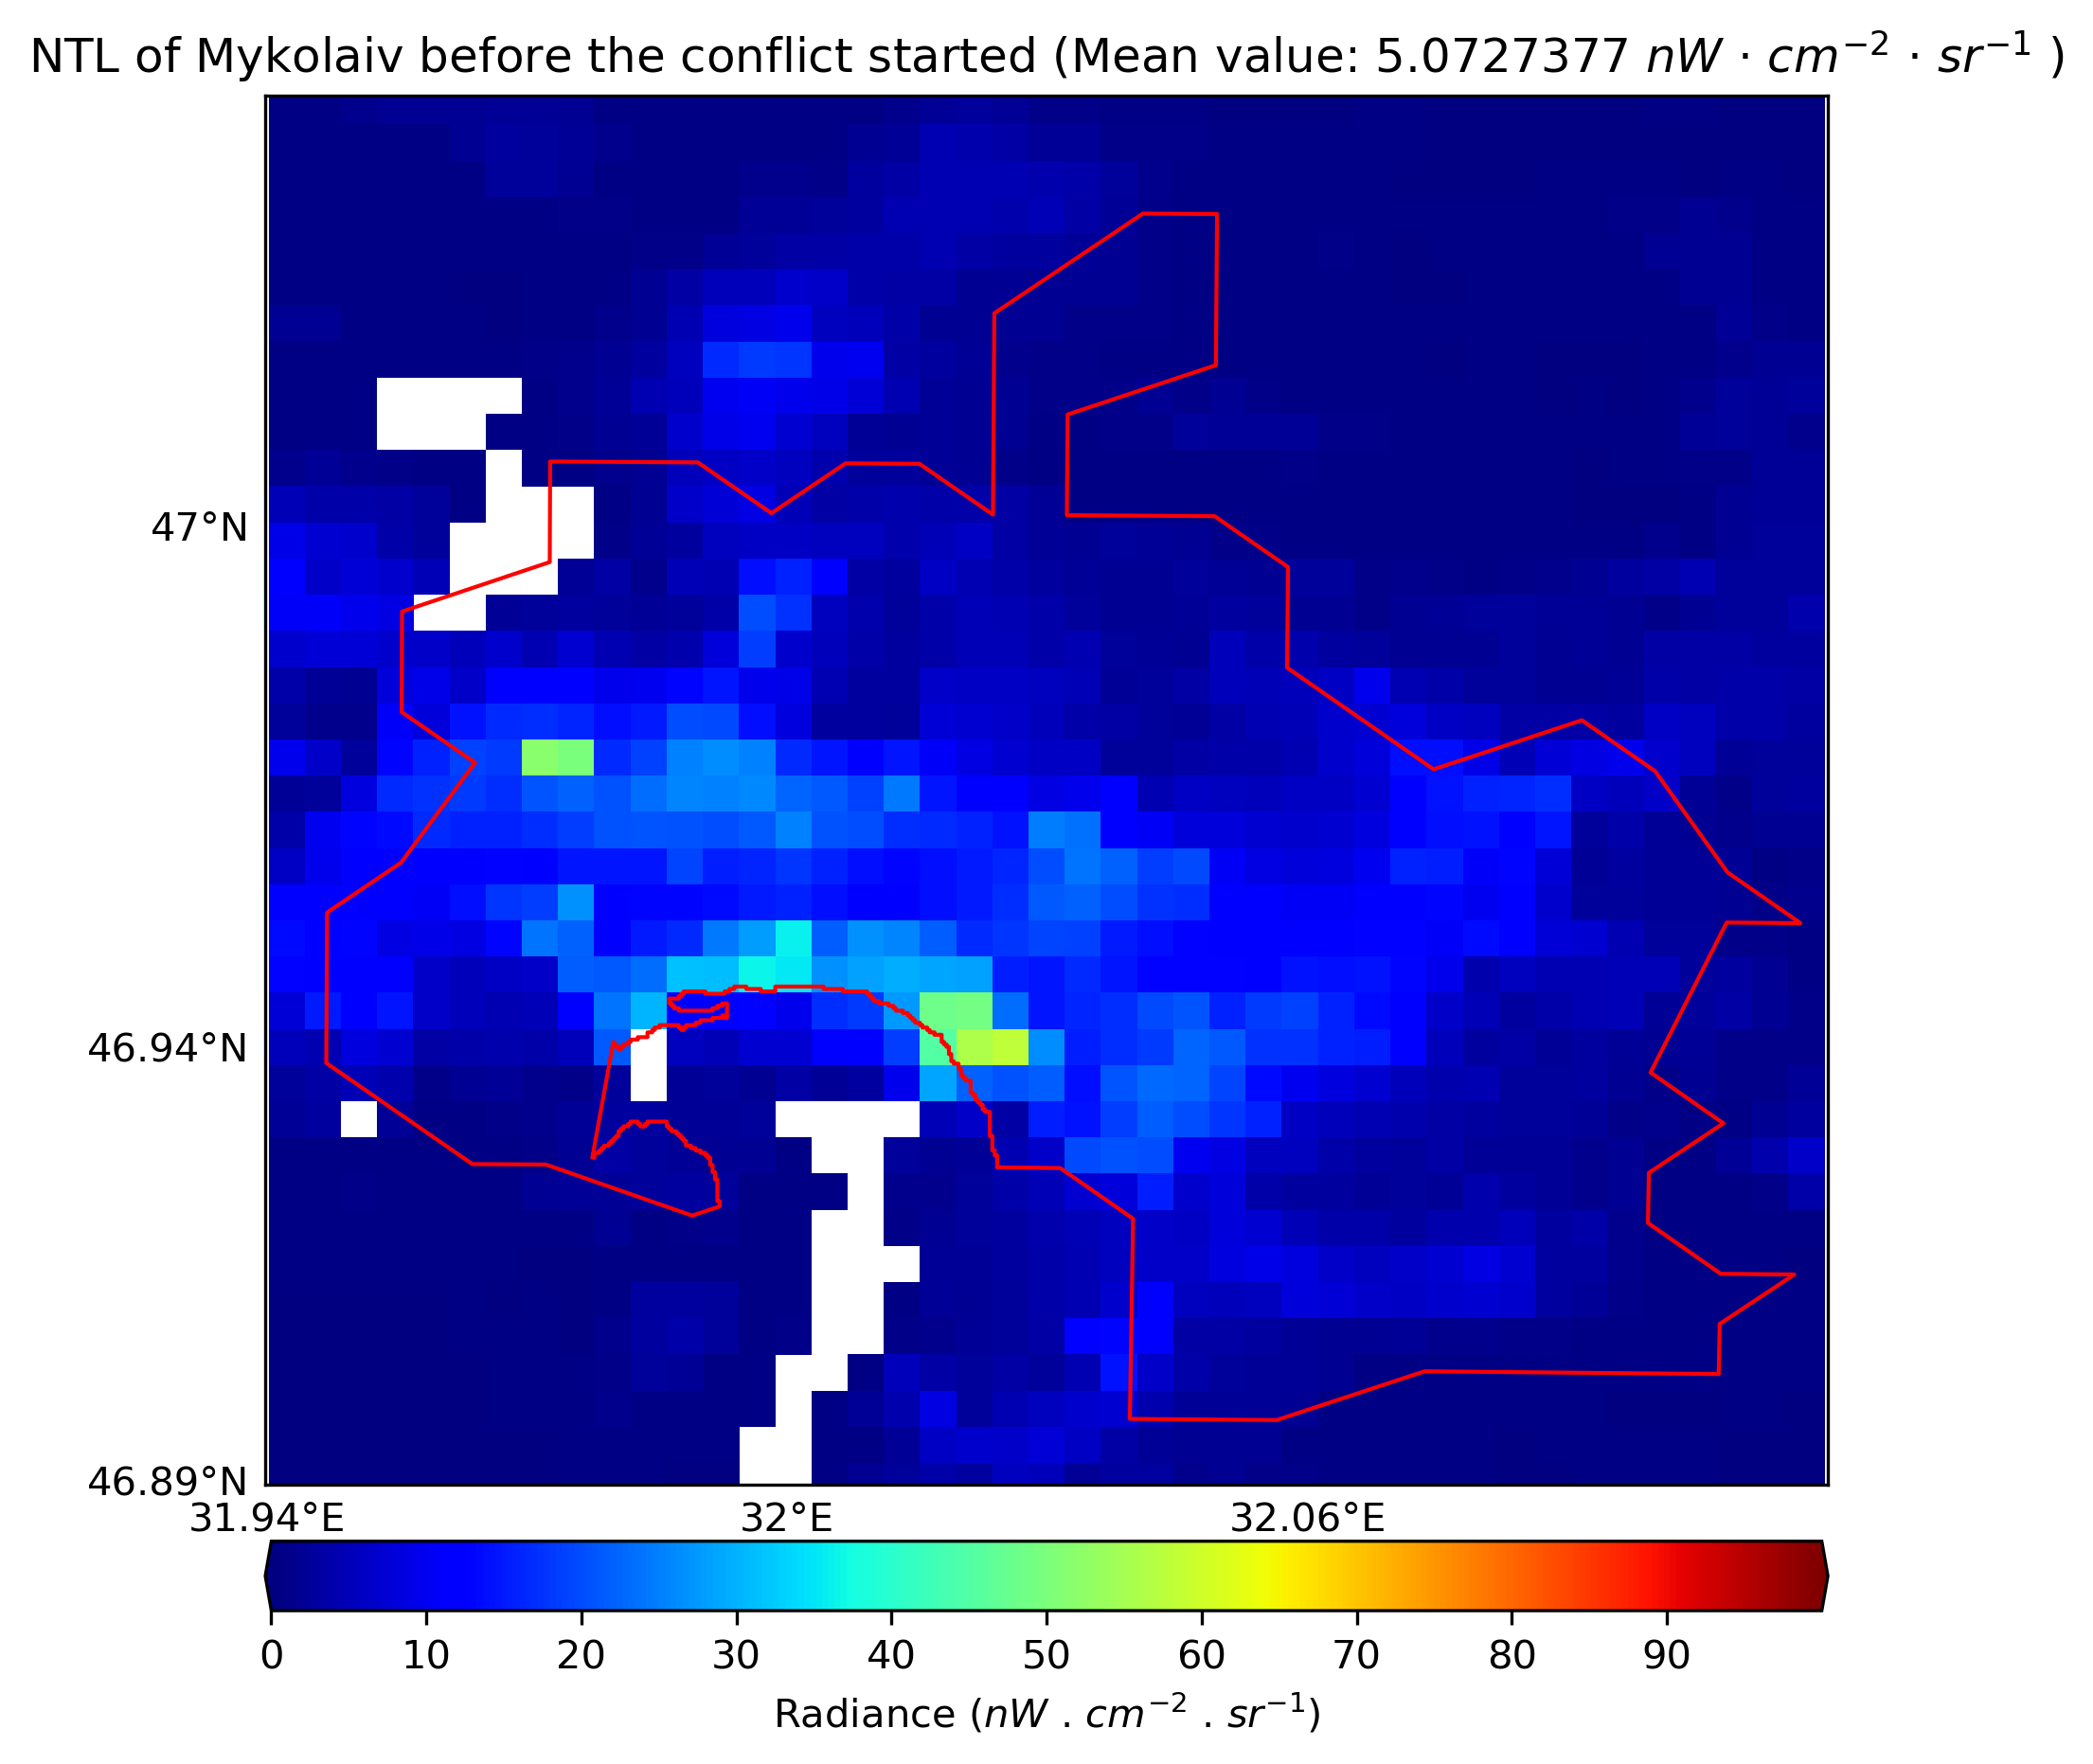 NTL of Mykolaiv before the conflict started (Mean value: 5.0727377 nW · cm⁻² · sr⁻¹ )
47°N
46.94°N
46.89°N
31.94°E 32°E 32.06°E
0 10 20 30 40 50 60 70 80 90
Radiance (nW . cm⁻² . sr⁻¹)